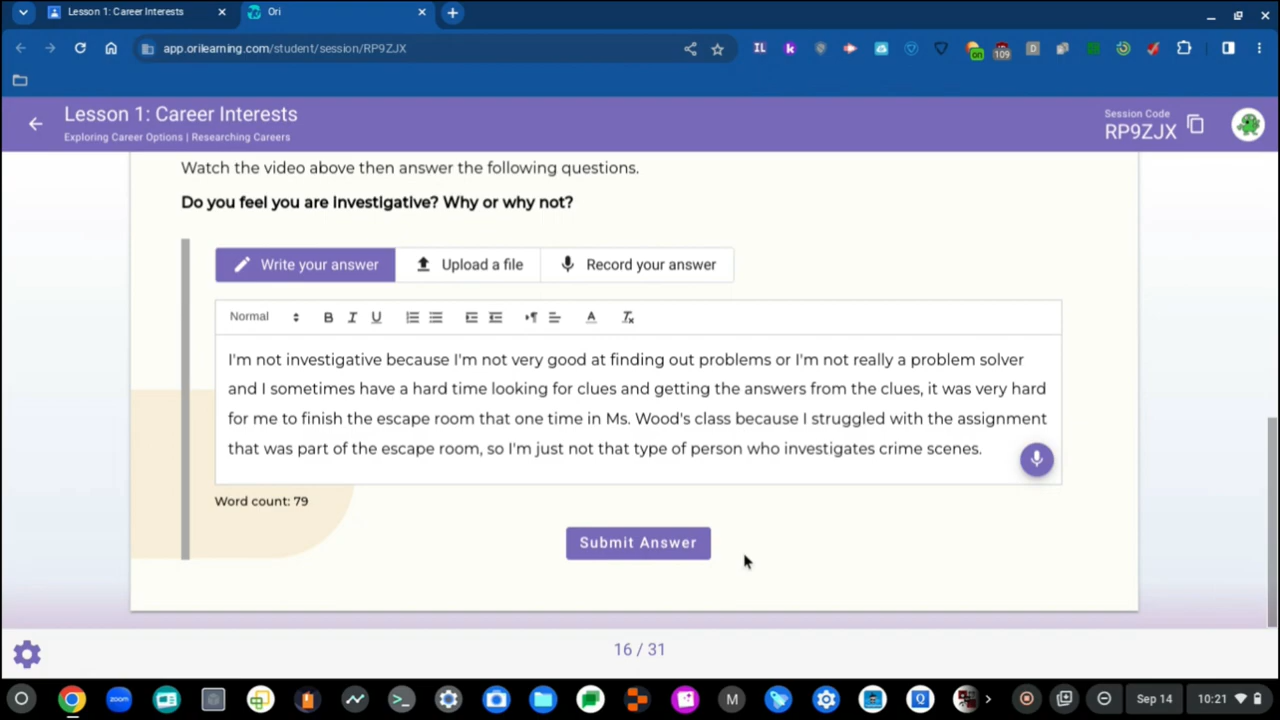 Lesson 1: Career Interests
Ori
app.orilearning.com/student/session/RP9ZJX
IL
k
on
109
D
Lesson 1: Career Interests
Exploring Career Options | Researching Careers
Session Code
RP9ZJX
Watch the video above then answer the following questions.
Do you feel you are investigative? Why or why not?
Write your answer
Upload a file
Record your answer
Normal
B I U
A
I'm not investigative because I'm not very good at finding out problems or I'm not really a problem solver
and I sometimes have a hard time looking for clues and getting the answers from the clues, it was very hard
for me to finish the escape room that one time in Ms. Wood's class because I struggled with the assignment
that was part of the escape room, so I'm just not that type of person who investigates crime scenes.
Word count: 79
Submit Answer
16 / 31
zoom
M
Q
Sep 14
10:21